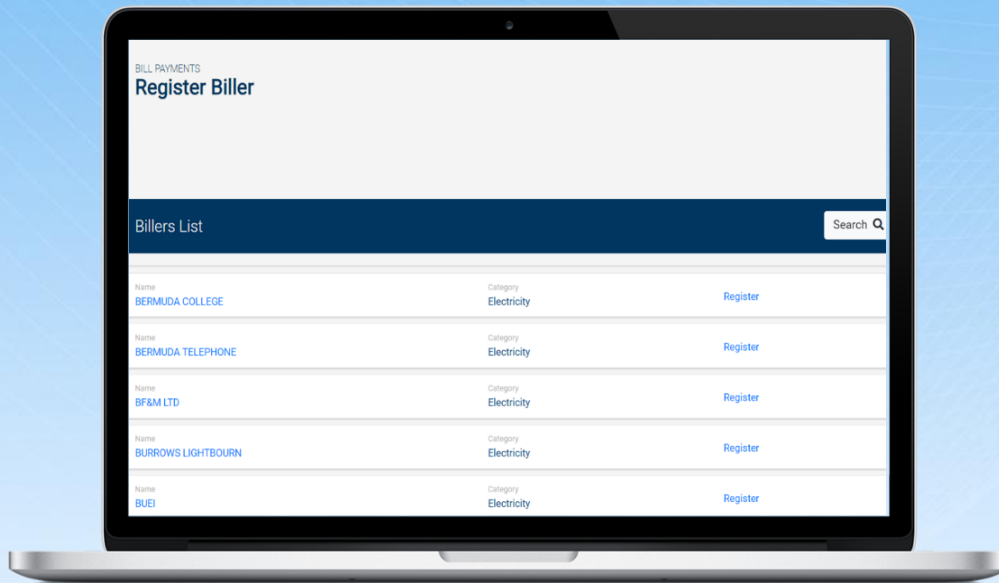 BILL PAYMENTS
Register Biller
Billers List
Search
Name
Category
BERMUDA COLLEGE
Electricity
Register
Name
Category
BERMUDA TELEPHONE
Electricity
Register
Name
Category
BF&M LTD
Electricity
Register
Name
Category
BURROWS LIGHTBOURN
Electricity
Register
Name
Category
BUEI
Electricity
Register